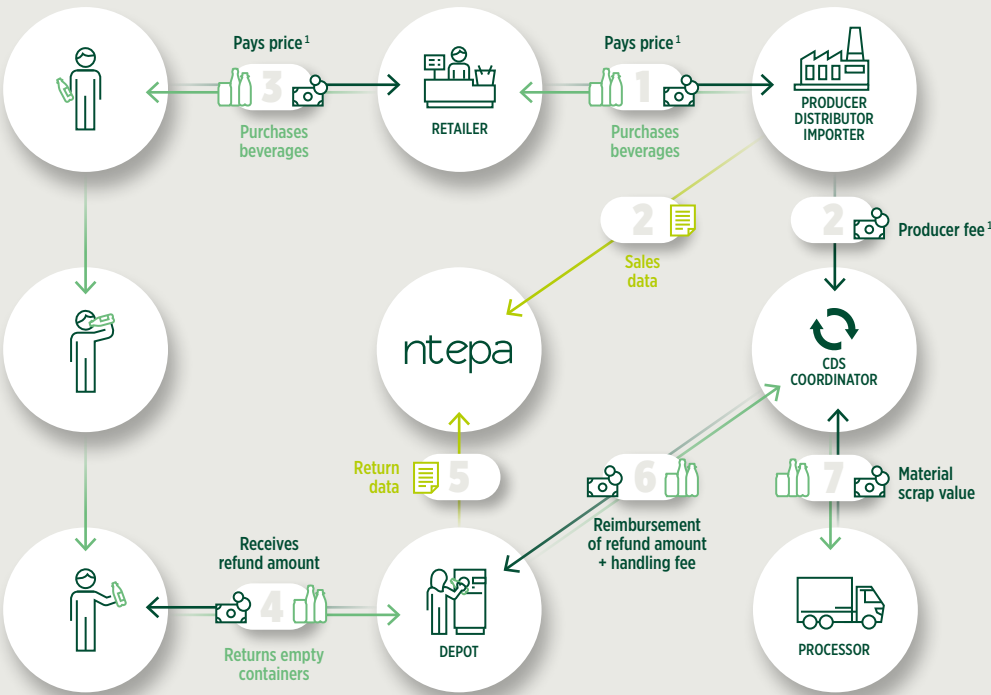 Pays price 1
3
Purchases
beverages
RETAILER
Pays price 1
1
Purchases
beverages
PRODUCER
DISTRIBUTOR
IMPORTER
2
Sales
data
2
Producer fee 1
ntepa
CDS
COORDINATOR
Return
data
5
6
Reimbursement
of refund amount
+ handling fee
7
Material
scrap value
Receives
refund amount
4
Returns empty
containers
DEPOT
PROCESSOR